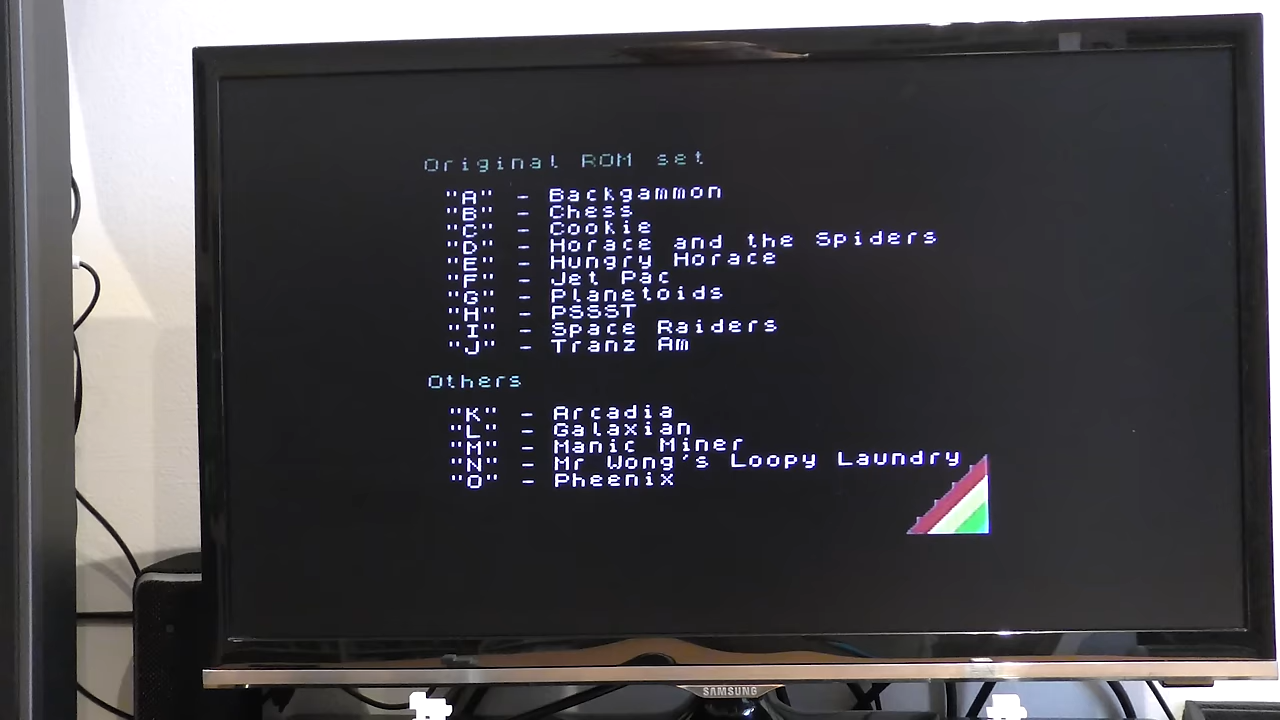 Original ROM set
"A" - Backgammon
"B" - Chess
"C" - Cookie
"D" - Horace and the Spiders
"E" - Hungry Horace
"F" - Jet Pac
"G" - Planetoids
"H" - PSSST
"I" - Space Raiders
"J" - Tranz Am
Others
"K" - Arcadia
"L" - Galaxian
"M" - Manic Miner
"N" - Mr Wong's Loopy Laundry
"O" - Pheenix
SAMSUNG